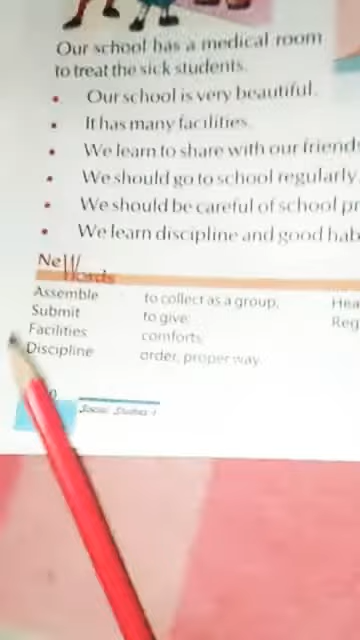 Our school has a medical room
to treat the sick students.
• Our school is very beautiful.
• It has many facilities.
• We learn to share with our friend
• We should go to school regularly
• We should be careful of school pr
• We learn discipline and good hab
New Words
Assemble to collect as a group, Hea
Submit to give; Reg
Facilities comforts
Discipline order, proper way.
0
Social Studies